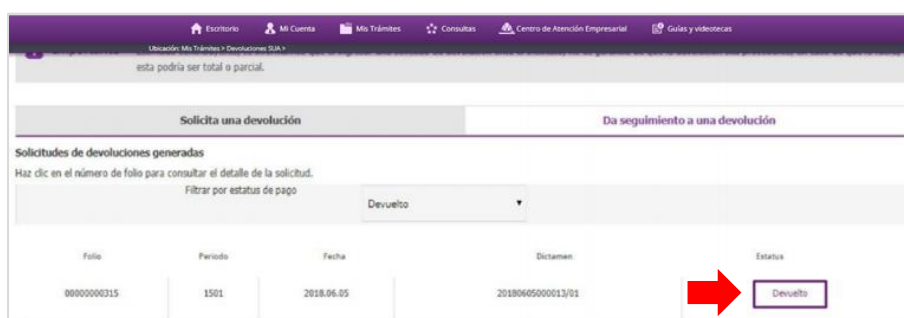 Escritorio Mi Cuenta Mis Trámites Consultas Centro de Atención Empresarial Guías y videotecas
Ubicación: Mis Trámites > Devoluciones SUA >
esta podría ser total o parcial.
Solicita una devolución Da seguimiento a una devolución
Solicitudes de devoluciones generadas
Haz clic en el número de folio para consultar el detalle de la solicitud.
Filtrar por estatus de pago
Devuelto
Folio Periodo Fecha Dictamen Estatus
00000000315 1501 2018.06.05 20180605000013/01 Devuelto